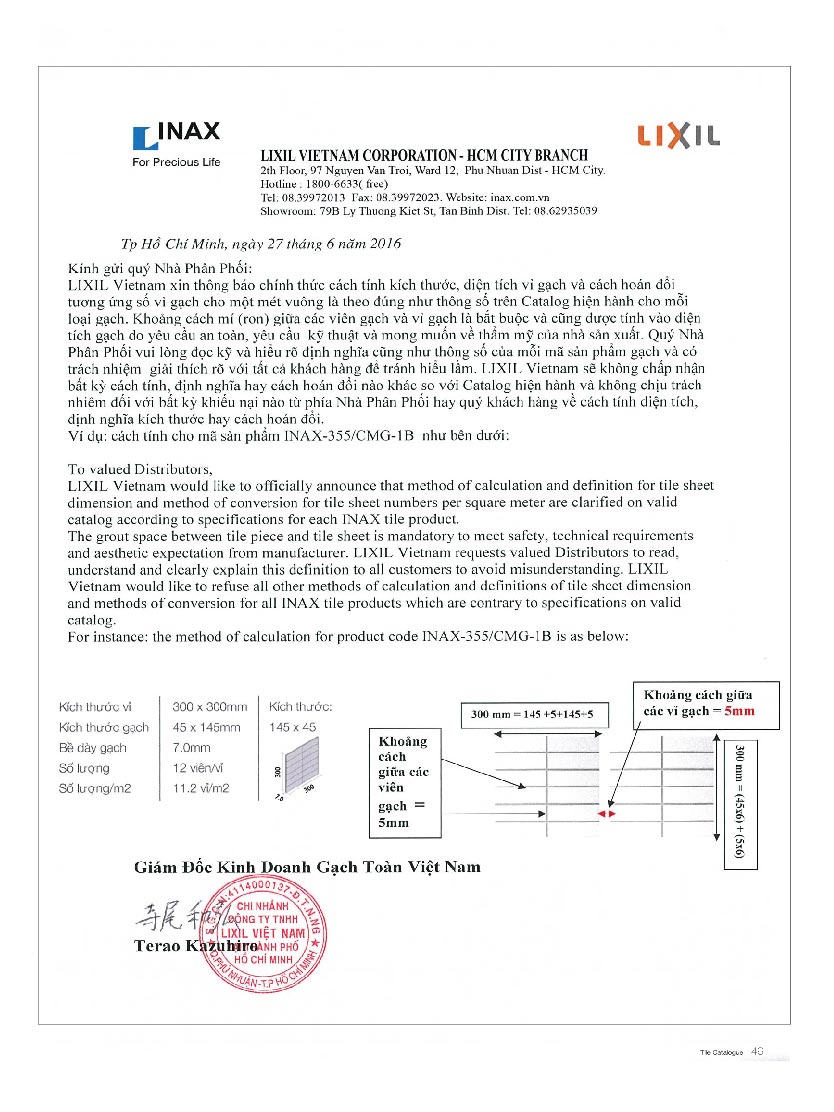 INAX
For Precious Life
LIXIL
LIXIL VIETNAM CORPORATION - HCM CITY BRANCH
2th Floor, 97 Nguyen Van Troi, Ward 12, Phu Nhuan Dist - HCM City.
Hotline : 1800-6633( free)
Tel: 08.39972013 Fax: 08.39972023. Website: inax.com.vn
Showroom: 79B Ly Thuong Kiet St, Tan Binh Dist. Tel: 08.62935039
Tp Hồ Chí Minh, ngày 27 tháng 6 năm 2016
Kính gửi quý Nhà Phân Phối:
LIXIL Vietnam xin thông báo chính thức cách tính kích thước, diện tích vỉ gạch và cách hoán đổi
tương ứng số vỉ gạch cho một mét vuông là theo đúng như thông số trên Catalog hiện hành cho mỗi
loại gạch. Khoảng cách mí (ron) giữa các viên gạch và vỉ gạch là bắt buộc và cũng được tính vào diện
tích gạch do yêu cầu an toàn, yêu cầu kỹ thuật và mong muốn về thẩm mỹ của nhà sản xuất. Quý Nhà
Phân Phối vui lòng đọc kỹ và hiểu rõ định nghĩa cũng như thông số của mỗi mã sản phẩm gạch và có
trách nhiệm giải thích rõ với tất cả khách hàng để tránh hiểu lầm. LIXIL Vietnam sẽ không chấp nhận
bất kỳ cách tính, định nghĩa hay cách hoán đổi nào khác so với Catalog hiện hành và không chịu trách
nhiêm đối với bất kỳ khiếu nại nào từ phía Nhà Phân Phối hay quý khách hàng về cách tính diện tích,
định nghĩa kích thước hay cách hoán đổi.
Ví dụ: cách tính cho mã sản phẩm INAX-355/CMG-1B như bên dưới:
To valued Distributors,
LIXIL Vietnam would like to officially announce that method of calculation and definition for tile sheet
dimension and method of conversion for tile sheet numbers per square meter are clarified on valid
catalog according to specifications for each INAX tile product.
The grout space between tile piece and tile sheet is mandatory to meet safety, technical requirements
and aesthetic expectation from manufacturer. LIXIL Vietnam requests valued Distributors to read,
understand and clearly explain this definition to all customers to avoid misunderstanding. LIXIL
Vietnam would like to refuse all other methods of calculation and definitions of tile sheet dimension
and methods of conversion for all INAX tile products which are contrary to specifications on valid
catalog.
For instance: the method of calculation for product code INAX-355/CMG-1B is as below:
Kích thước vỉ 300 x 300mm Kích thước:
Kích thước gạch 45 x 145mm 145 x 45
Bề dày gạch 7.0mm
Số lượng 12 viên/vỉ
Số lượng/m2 11.2 vỉ/m2
300
7.0
300
Khoảng
cách
giữa các
viên
gạch =
5mm
300 mm = 145 +5+145+5
Khoảng cách giữa
các vỉ gạch = 5mm
300 mm = (45x6) + (5x6)
Giám Đốc Kinh Doanh Gạch Toàn Việt Nam
CHI NHÁNH
CÔNG TY TNHH
LIXIL VIỆT NAM
THÀNH PHỐ
HỒ CHÍ MINH
Q.PHÚ NHUẬN-T.P HỒ CHÍ MINH
Terao Kazuhiro
Tile Catalogue 49